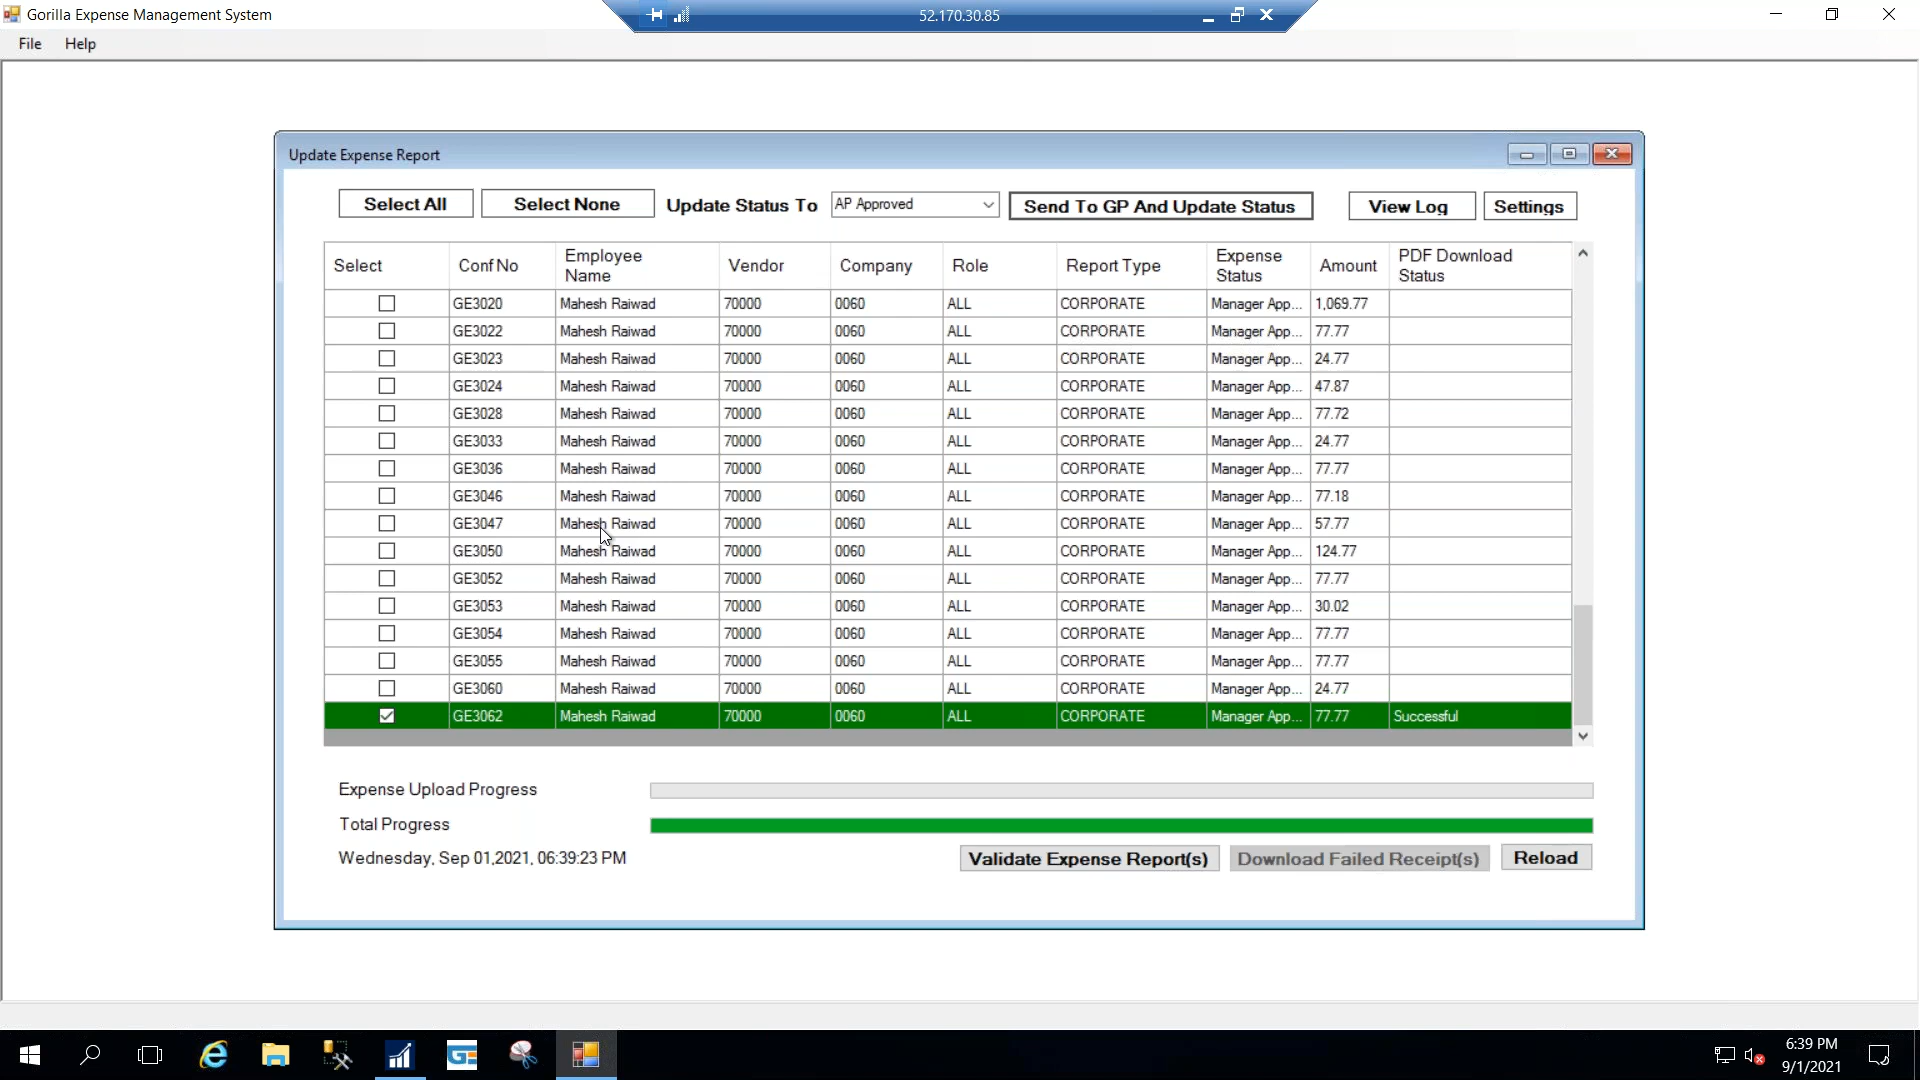 Gorilla Expense Management System
52.170.30.85
File Help
Update Expense Report
Select All Select None Update Status To AP Approved Send To GP And Update Status View Log Settings
Select Conf No Employee Name Vendor Company Role Report Type Expense Status Amount PDF Download Status
GE3020 Mahesh Raiwad 70000 0060 ALL CORPORATE Manager App... 1,069.77
GE3022 Mahesh Raiwad 70000 0060 ALL CORPORATE Manager App... 77.77
GE3023 Mahesh Raiwad 70000 0060 ALL CORPORATE Manager App... 24.77
GE3024 Mahesh Raiwad 70000 0060 ALL CORPORATE Manager App... 47.87
GE3028 Mahesh Raiwad 70000 0060 ALL CORPORATE Manager App... 77.72
GE3033 Mahesh Raiwad 70000 0060 ALL CORPORATE Manager App... 24.77
GE3036 Mahesh Raiwad 70000 0060 ALL CORPORATE Manager App... 77.77
GE3046 Mahesh Raiwad 70000 0060 ALL CORPORATE Manager App... 77.18
GE3047 Mahesh Raiwad 70000 0060 ALL CORPORATE Manager App... 57.77
GE3050 Mahesh Raiwad 70000 0060 ALL CORPORATE Manager App... 124.77
GE3052 Mahesh Raiwad 70000 0060 ALL CORPORATE Manager App... 77.77
GE3053 Mahesh Raiwad 70000 0060 ALL CORPORATE Manager App... 30.02
GE3054 Mahesh Raiwad 70000 0060 ALL CORPORATE Manager App... 77.77
GE3055 Mahesh Raiwad 70000 0060 ALL CORPORATE Manager App... 77.77
GE3060 Mahesh Raiwad 70000 0060 ALL CORPORATE Manager App... 24.77
GE3062 Mahesh Raiwad 70000 0060 ALL CORPORATE Manager App... 77.77 Successful
Expense Upload Progress
Total Progress
Wednesday, Sep 01,2021, 06:39:23 PM Validate Expense Report(s) Download Failed Receipt(s) Reload
GE
6:39 PM
9/1/2021